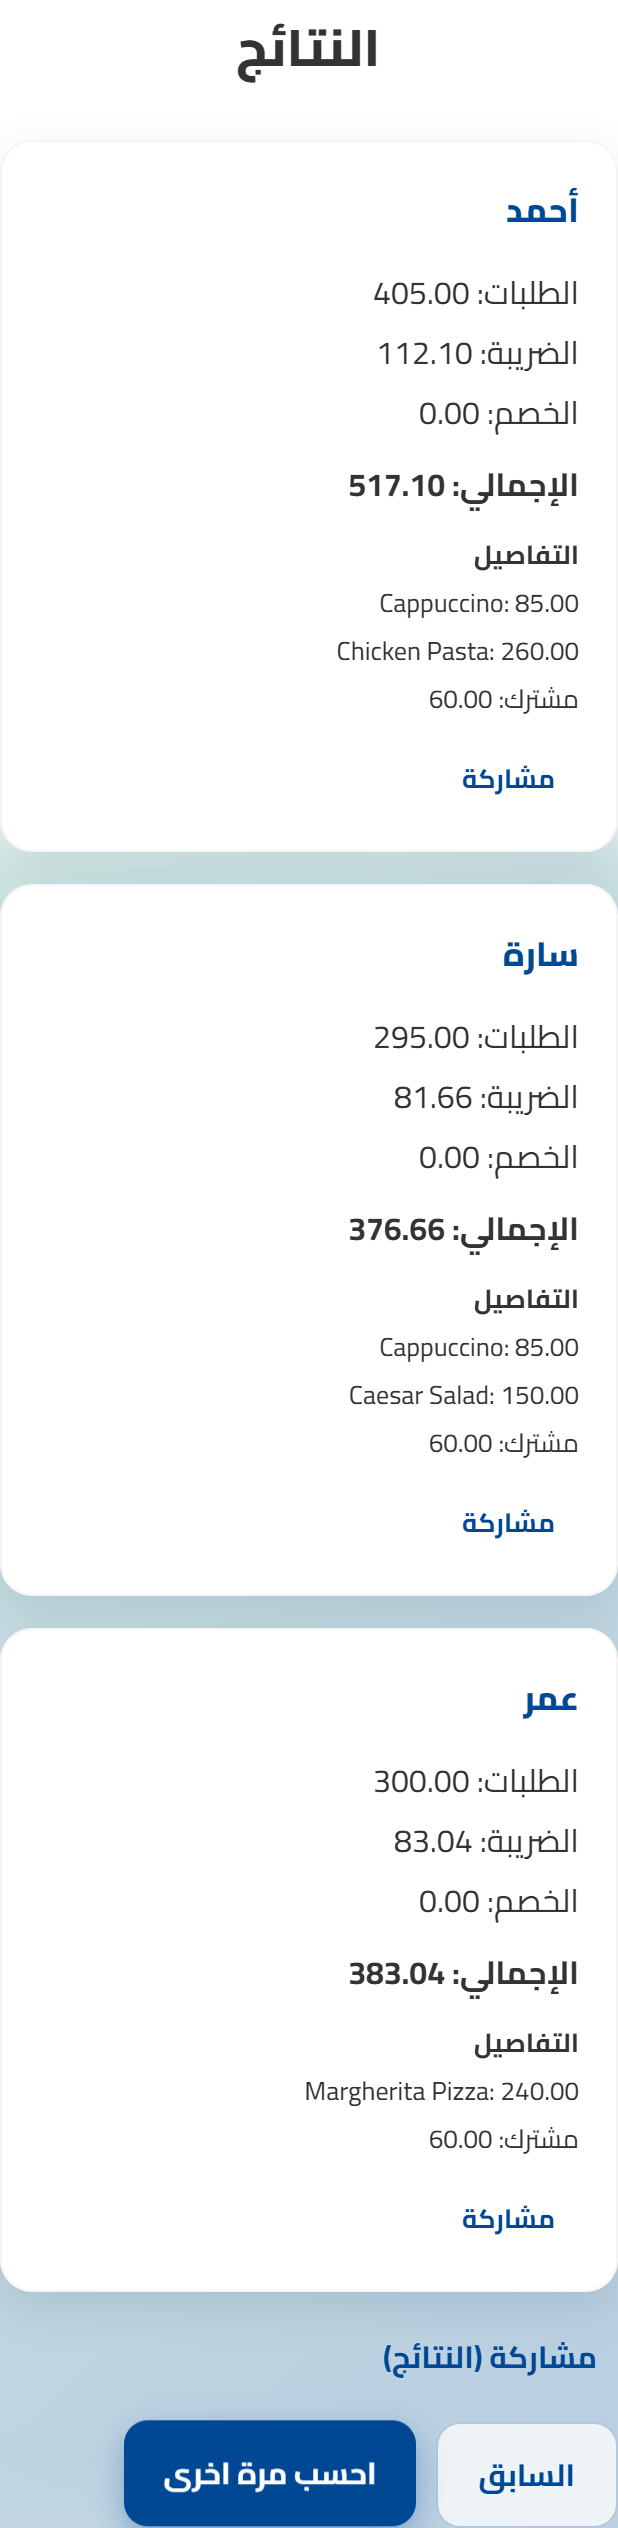 النتائج
أحمد
الطلبات: 405.00
الضريبة: 112.10
الخصم: 0.00
الإجمالي: 517.10
التفاصيل
Cappuccino: 85.00
Chicken Pasta: 260.00
مشترك: 60.00
مشاركة
سارة
الطلبات: 295.00
الضريبة: 81.66
الخصم: 0.00
الإجمالي: 376.66
التفاصيل
Cappuccino: 85.00
Caesar Salad: 150.00
مشترك: 60.00
مشاركة
عمر
الطلبات: 300.00
الضريبة: 83.04
الخصم: 0.00
الإجمالي: 383.04
التفاصيل
Margherita Pizza: 240.00
مشترك: 60.00
مشاركة
مشاركة (النتائج)
السابق
احسب مرة اخرى